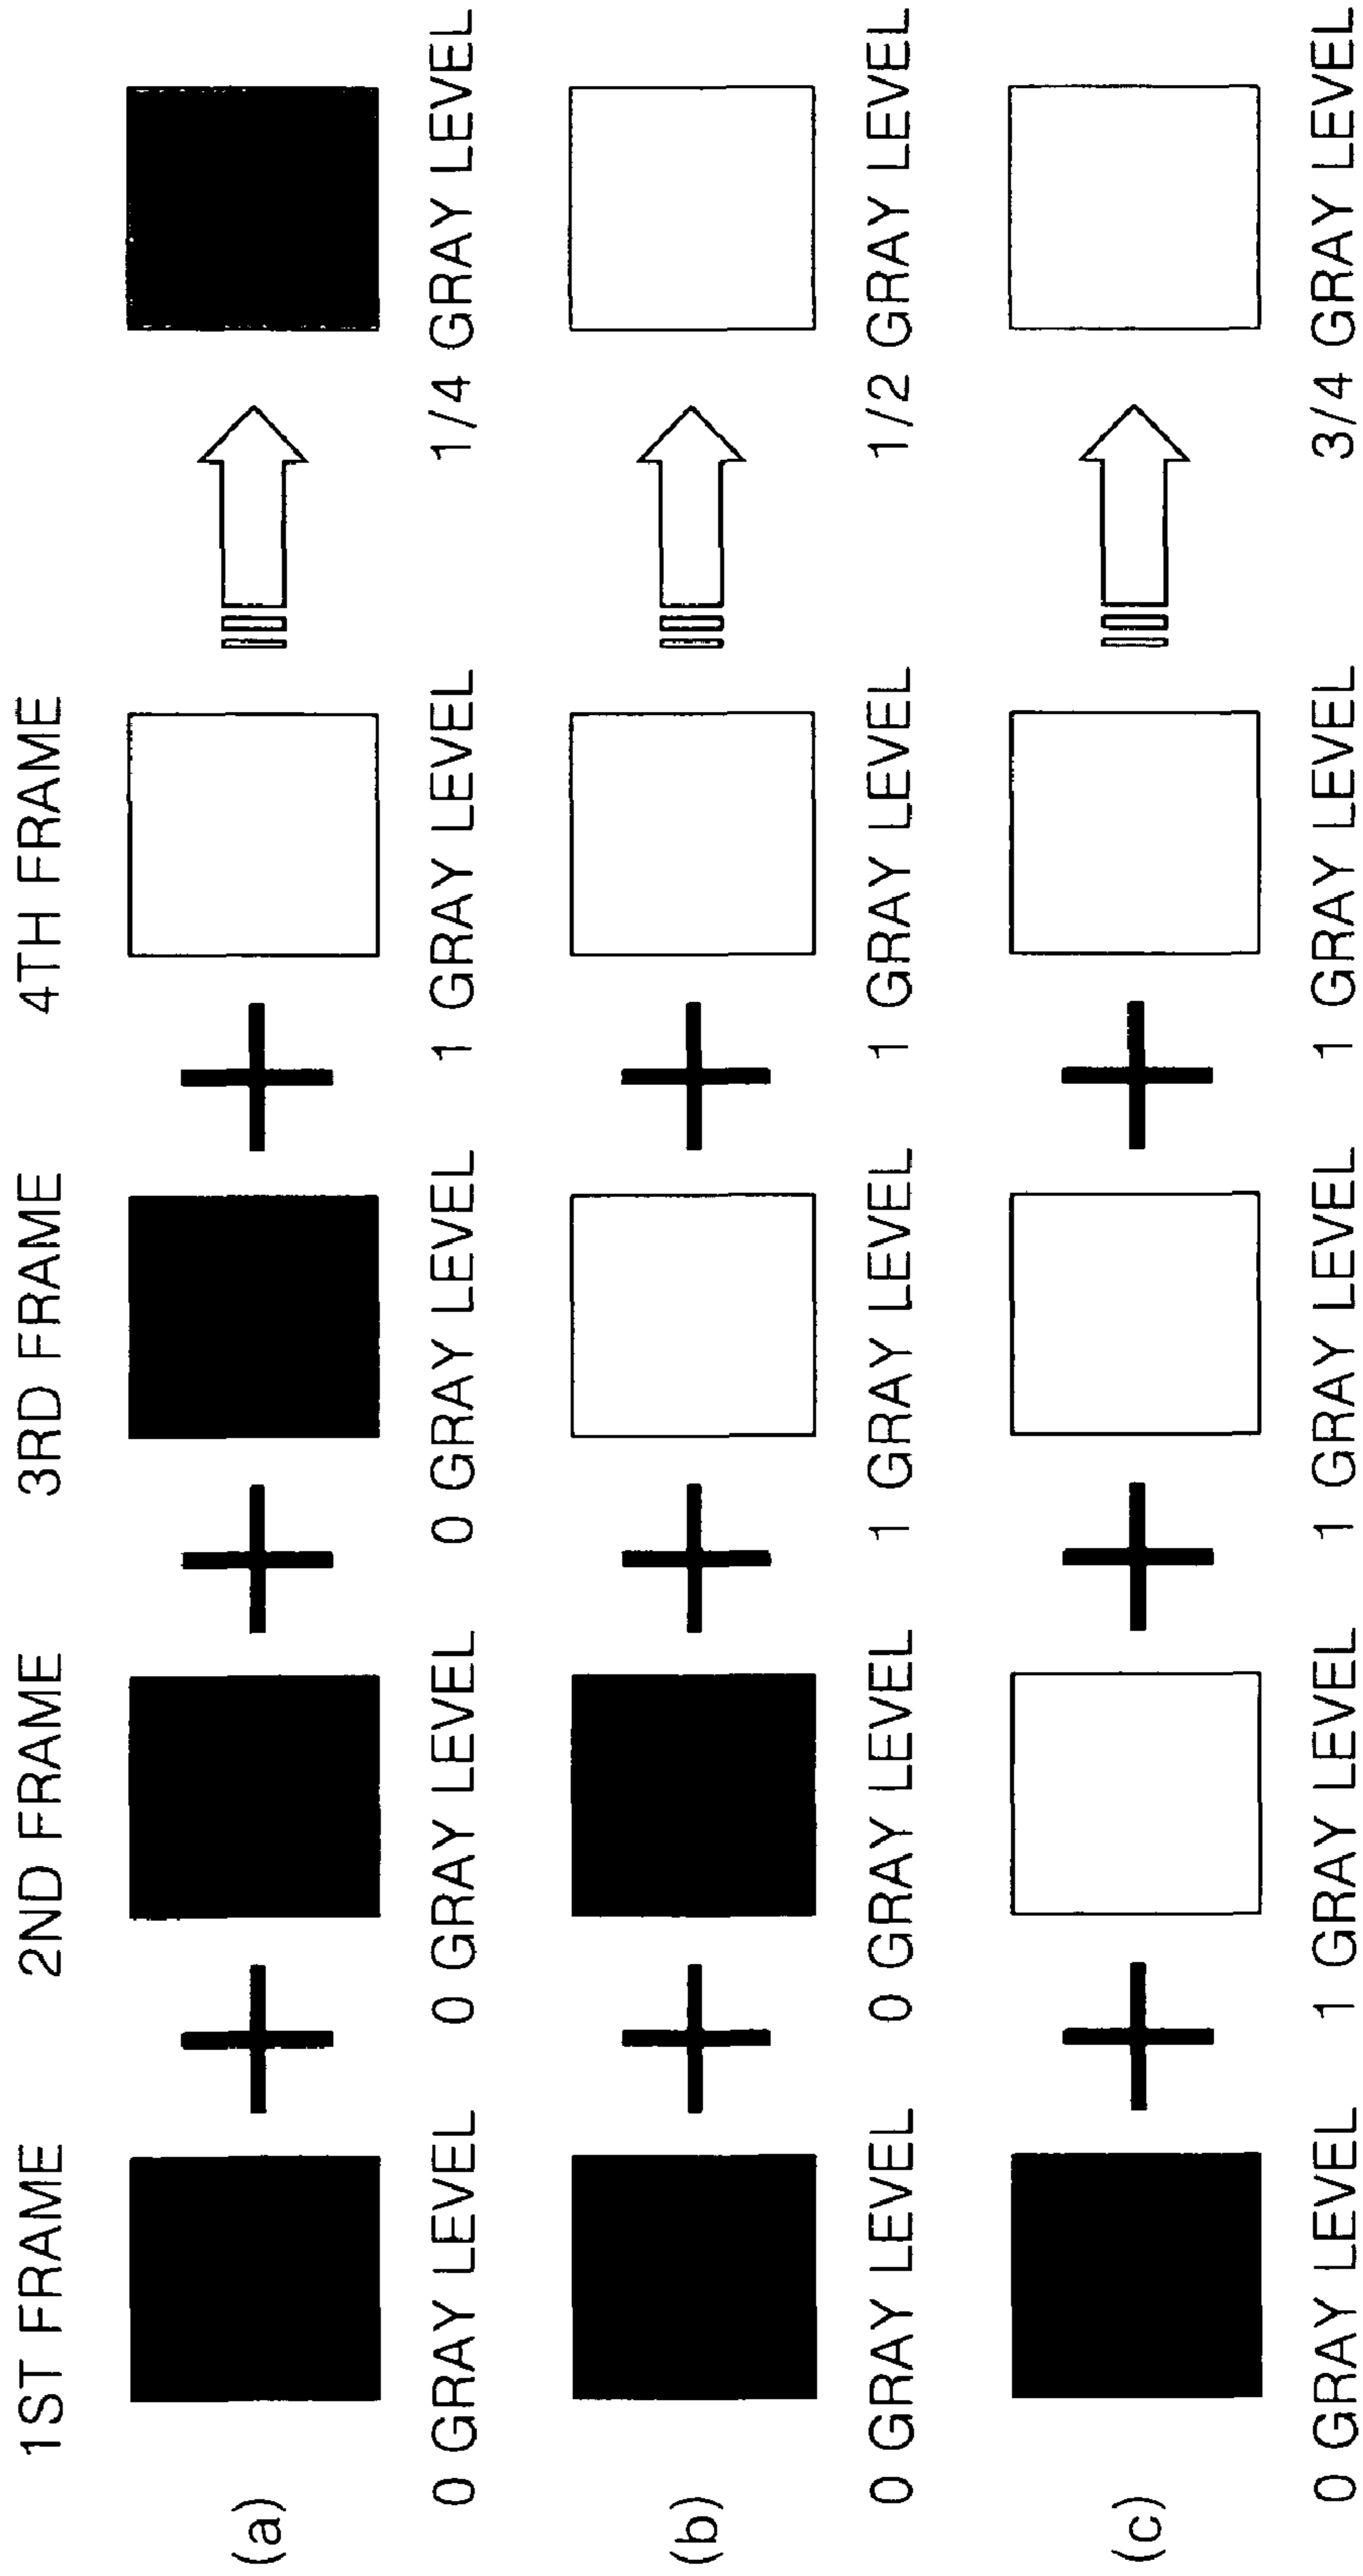 1ST FRAME 2ND FRAME 3RD FRAME 4TH FRAME
(a)
0 GRAY LEVEL 0 GRAY LEVEL 0 GRAY LEVEL 1 GRAY LEVEL 1/4 GRAY LEVEL
(b)
0 GRAY LEVEL 0 GRAY LEVEL 1 GRAY LEVEL 1 GRAY LEVEL 1/2 GRAY LEVEL
(c)
0 GRAY LEVEL 1 GRAY LEVEL 1 GRAY LEVEL 1 GRAY LEVEL 3/4 GRAY LEVEL